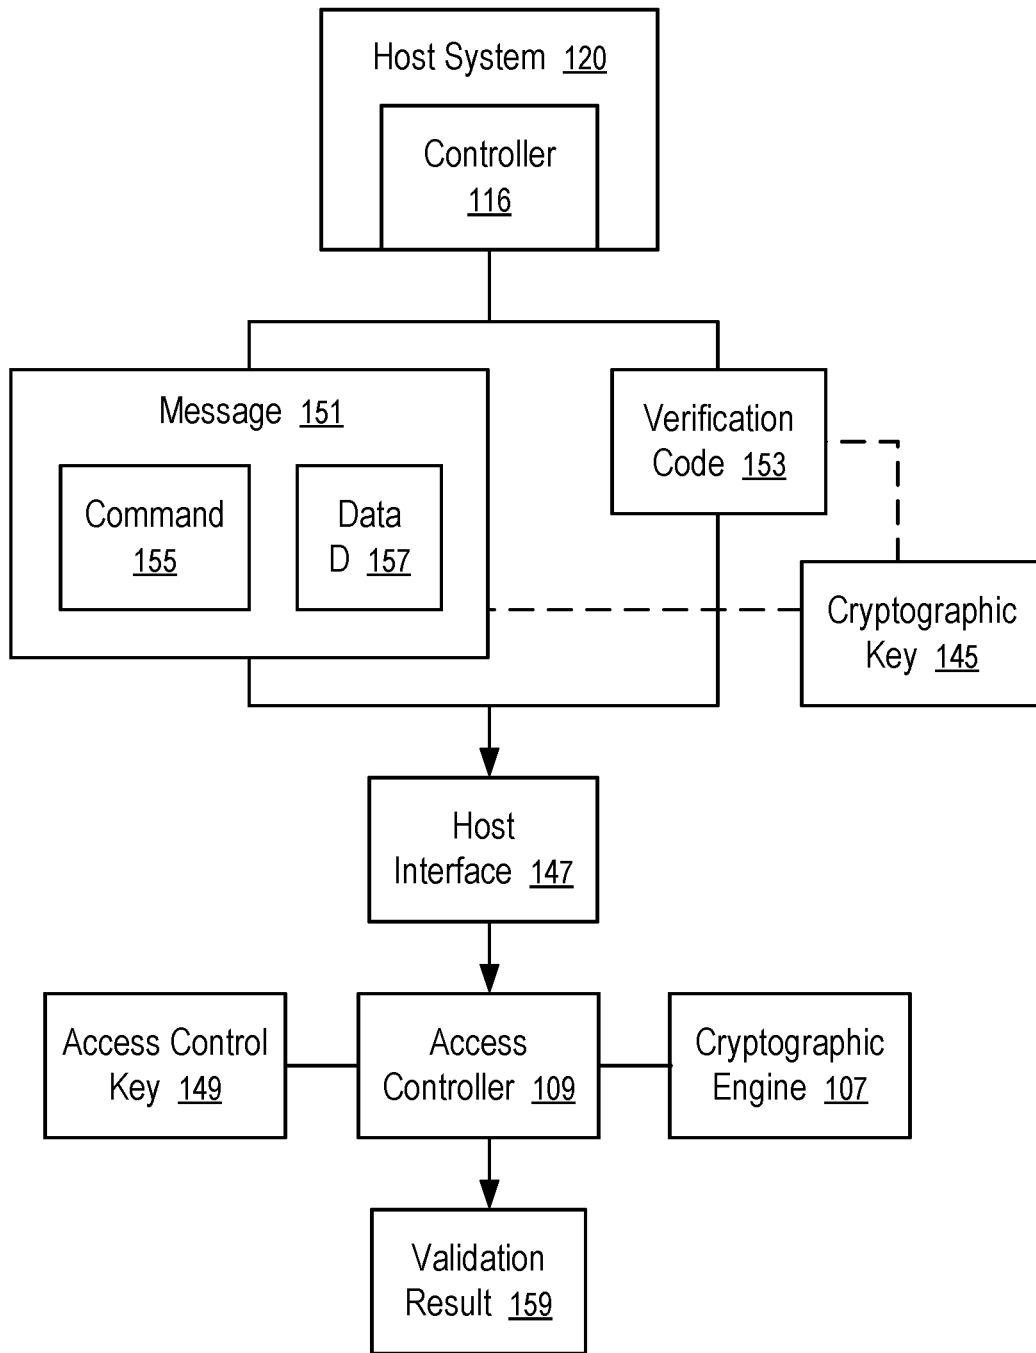 Host System 120
Controller
116
Message 151
Command
155
Data
D 157
Verification
Code 153
Cryptographic
Key 145
Host
Interface 147
Access Control
Key 149
Access
Controller 109
Cryptographic
Engine 107
Validation
Result 159